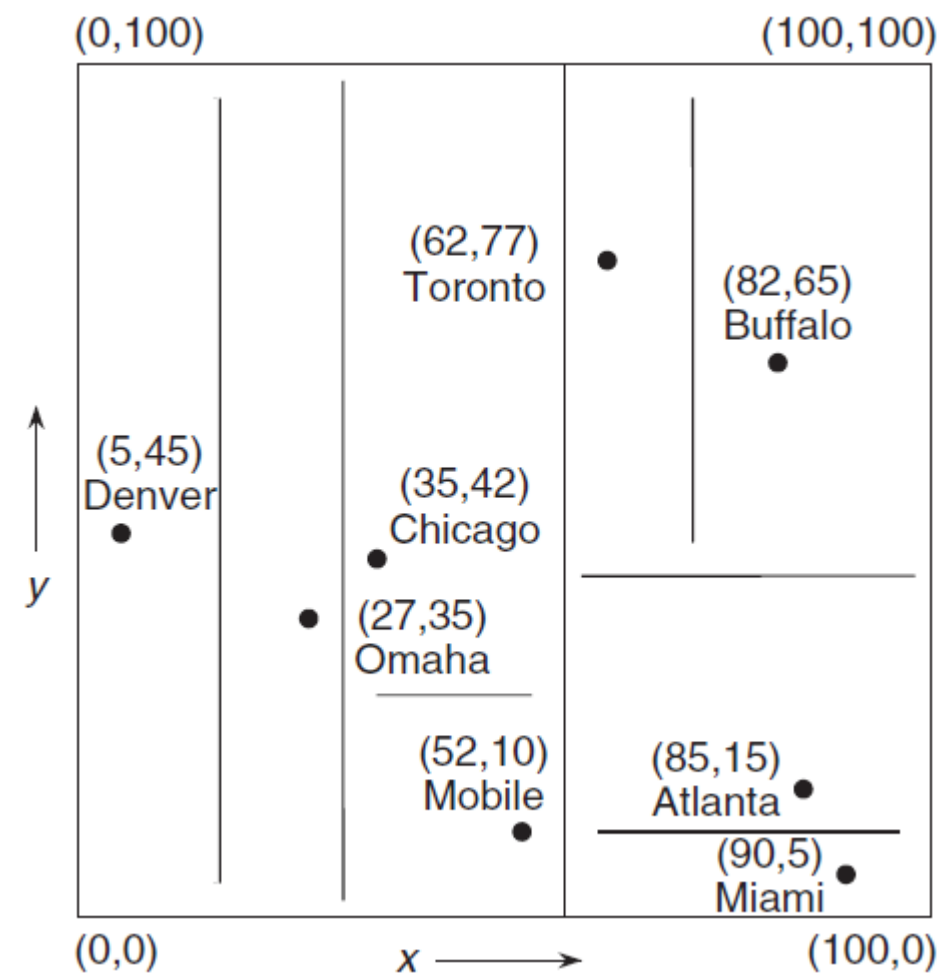 (0,100)
(100,100)
(62,77)
Toronto
(82,65)
Buffalo
(5,45)
Denver
(35,42)
Chicago
y
(27,35)
Omaha
(52,10)
Mobile
(85,15)
Atlanta
(90,5)
Miami
(0,0)
x
(100,0)